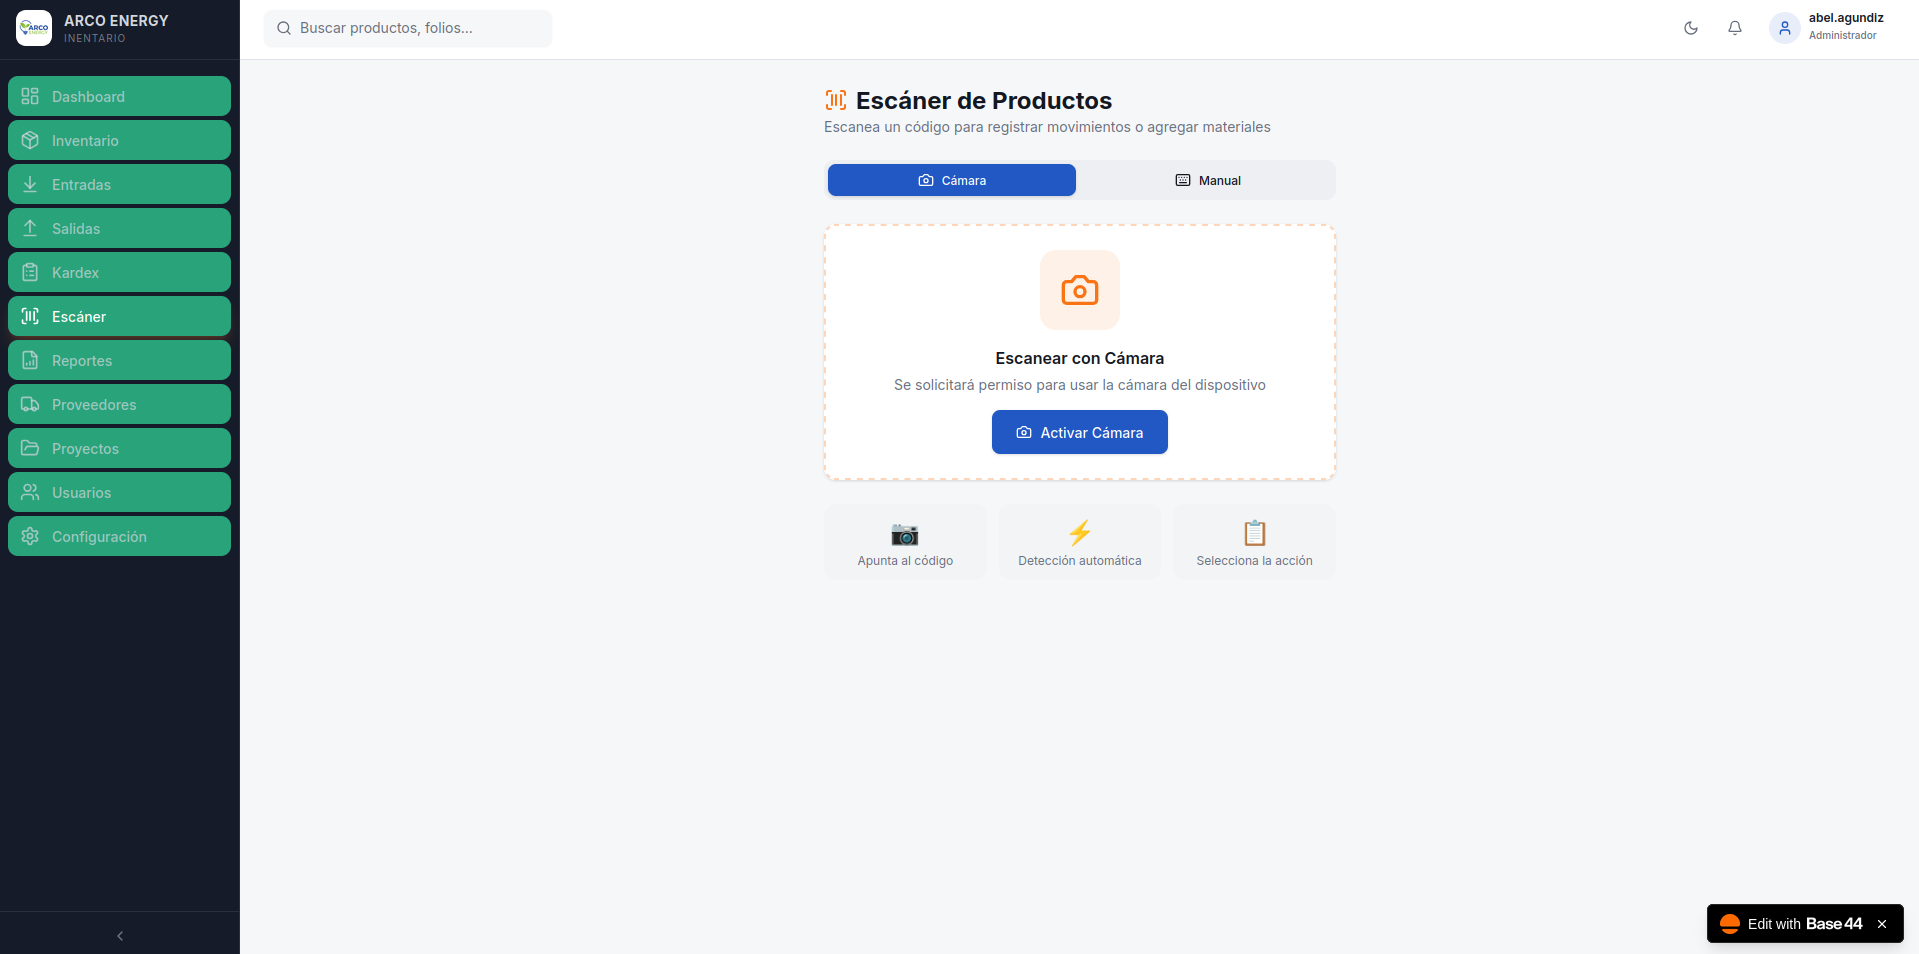 ARCO ENERGY
INENTARIO
Buscar productos, folios...
abel.agundiz
Administrador
Dashboard
Inventario
Entradas
Salidas
Kardex
Escáner
Reportes
Proveedores
Proyectos
Usuarios
Configuración
Escáner de Productos
Escanea un código para registrar movimientos o agregar materiales
Cámara
Manual
Escanear con Cámara
Se solicitará permiso para usar la cámara del dispositivo
Activar Cámara
Apunta al código
Detección automática
Selecciona la acción
Edit with Base44
ARCO
ENERGY